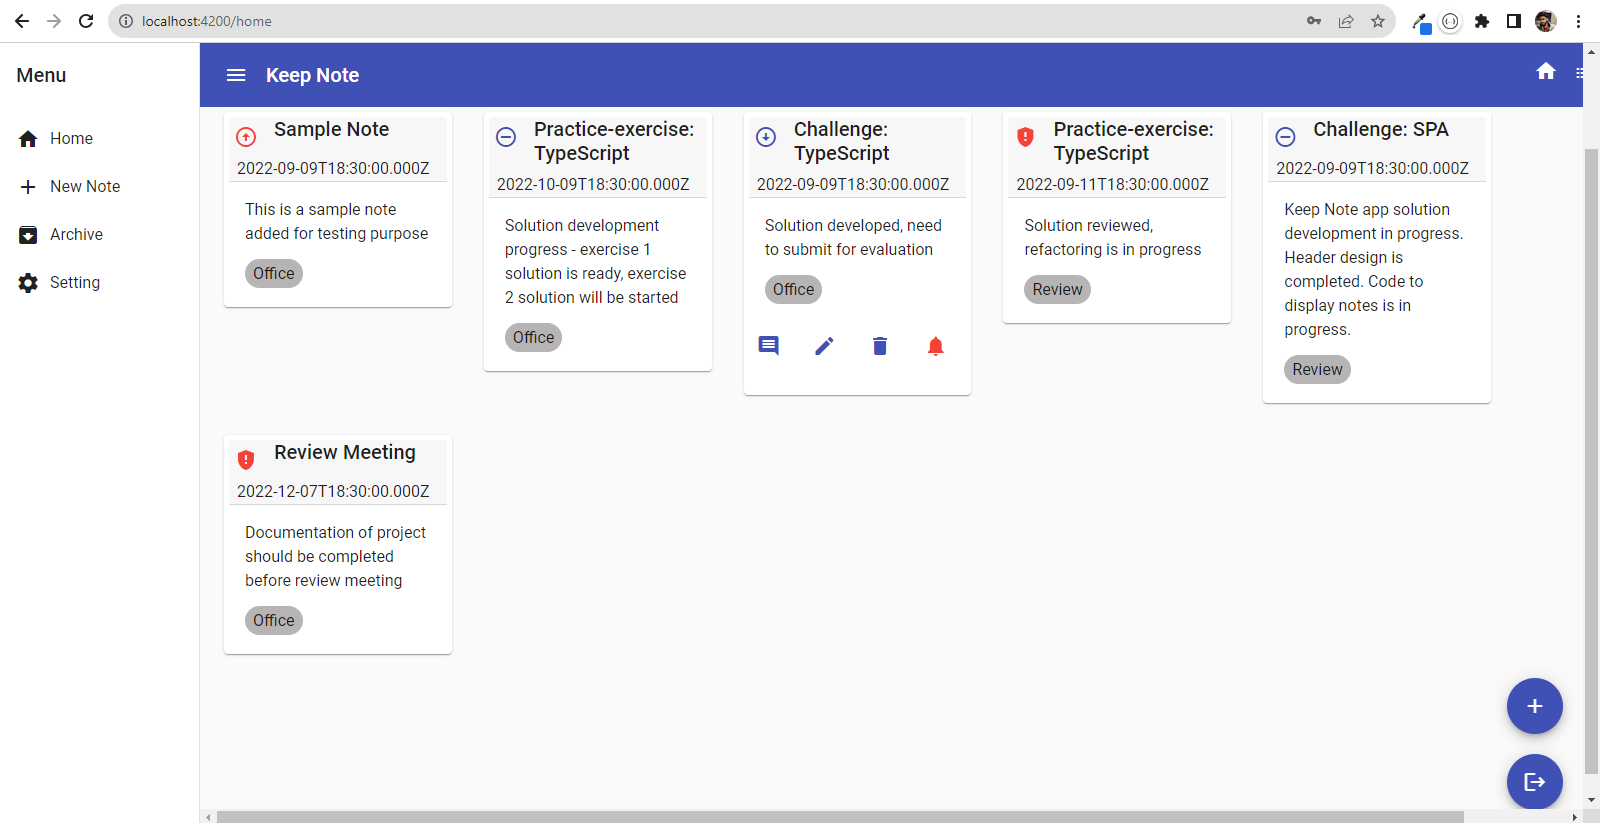 localhost:4200/home
Menu
Home
New Note
Archive
Setting
Keep Note
Sample Note
2022-09-09T18:30:00.000Z
This is a sample note
added for testing purpose
Office
Practice-exercise:
TypeScript
2022-10-09T18:30:00.000Z
Solution development
progress - exercise 1
solution is ready, exercise
2 solution will be started
Office
Challenge:
TypeScript
2022-09-09T18:30:00.000Z
Solution developed, need
to submit for evaluation
Office
Practice-exercise:
TypeScript
2022-09-11T18:30:00.000Z
Solution reviewed,
refactoring is in progress
Review
Challenge: SPA
2022-09-09T18:30:00.000Z
Keep Note app solution
development in progress.
Header design is
completed. Code to
display notes is in
progress.
Review
Review Meeting
2022-12-07T18:30:00.000Z
Documentation of project
should be completed
before review meeting
Office